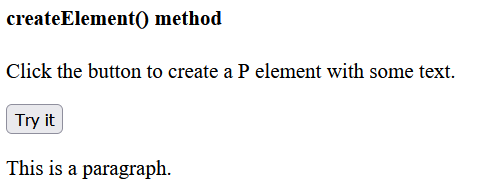 createElement() method
Click the button to create a P element with some text.
Try it
This is a paragraph.